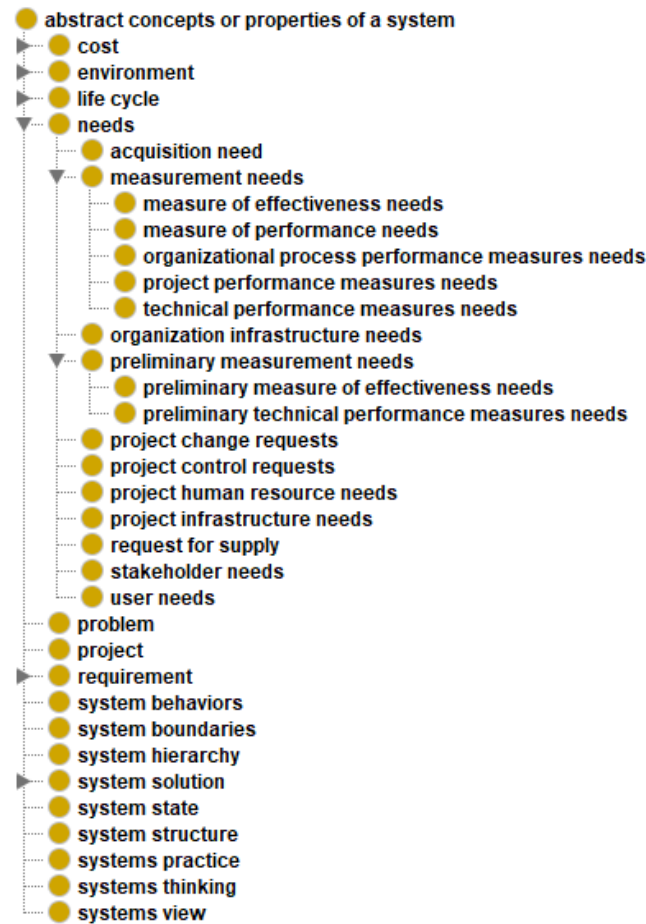 abstract concepts or properties of a system
cost
environment
life cycle
needs
acquisition need
measurement needs
measure of effectiveness needs
measure of performance needs
organizational process performance measures needs
project performance measures needs
technical performance measures needs
organization infrastructure needs
preliminary measurement needs
preliminary measure of effectiveness needs
preliminary technical performance measures needs
project change requests
project control requests
project human resource needs
project infrastructure needs
request for supply
stakeholder needs
user needs
problem
project
requirement
system behaviors
system boundaries
system hierarchy
system solution
system state
system structure
systems practice
systems thinking
systems view